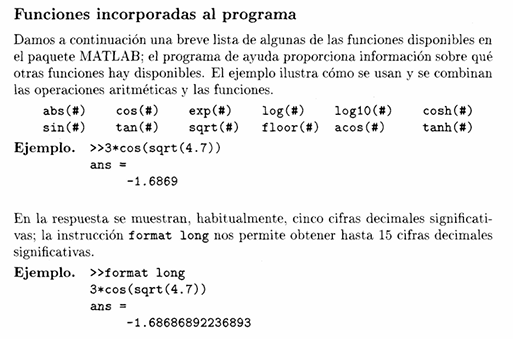 Funciones incorporadas al programa
Damos a continuación una breve lista de algunas de las funciones disponibles en
el paquete MATLAB; el programa de ayuda proporciona información sobre qué
otras funciones hay disponibles. El ejemplo ilustra cómo se usan y se combinan
las operaciones aritméticas y las funciones.
abs(#) cos(#) exp(#) log(#) log10(#) cosh(#)
sin(#) tan(#) sqrt(#) floor(#) acos(#) tanh(#)
Ejemplo. >>3*cos(sqrt(4.7))
ans =
-1.6869
En la respuesta se muestran, habitualmente, cinco cifras decimales significati-
vas; la instrucción format long nos permite obtener hasta 15 cifras decimales
significativas.
Ejemplo. >>format long
3*cos(sqrt(4.7))
ans =
-1.68686892236893